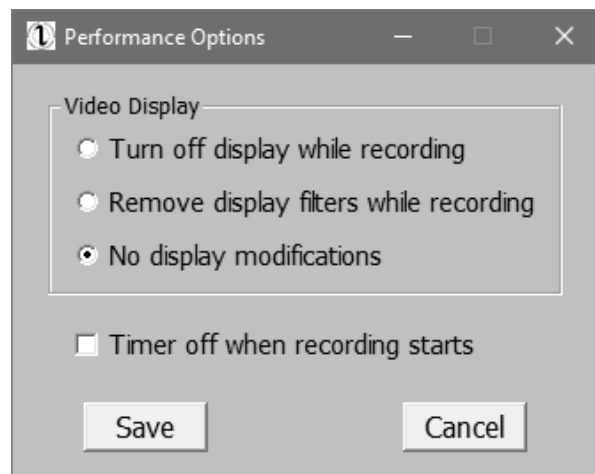 Performance Options
Video Display
Turn off display while recording
Remove display filters while recording
No display modifications
Timer off when recording starts
Save Cancel